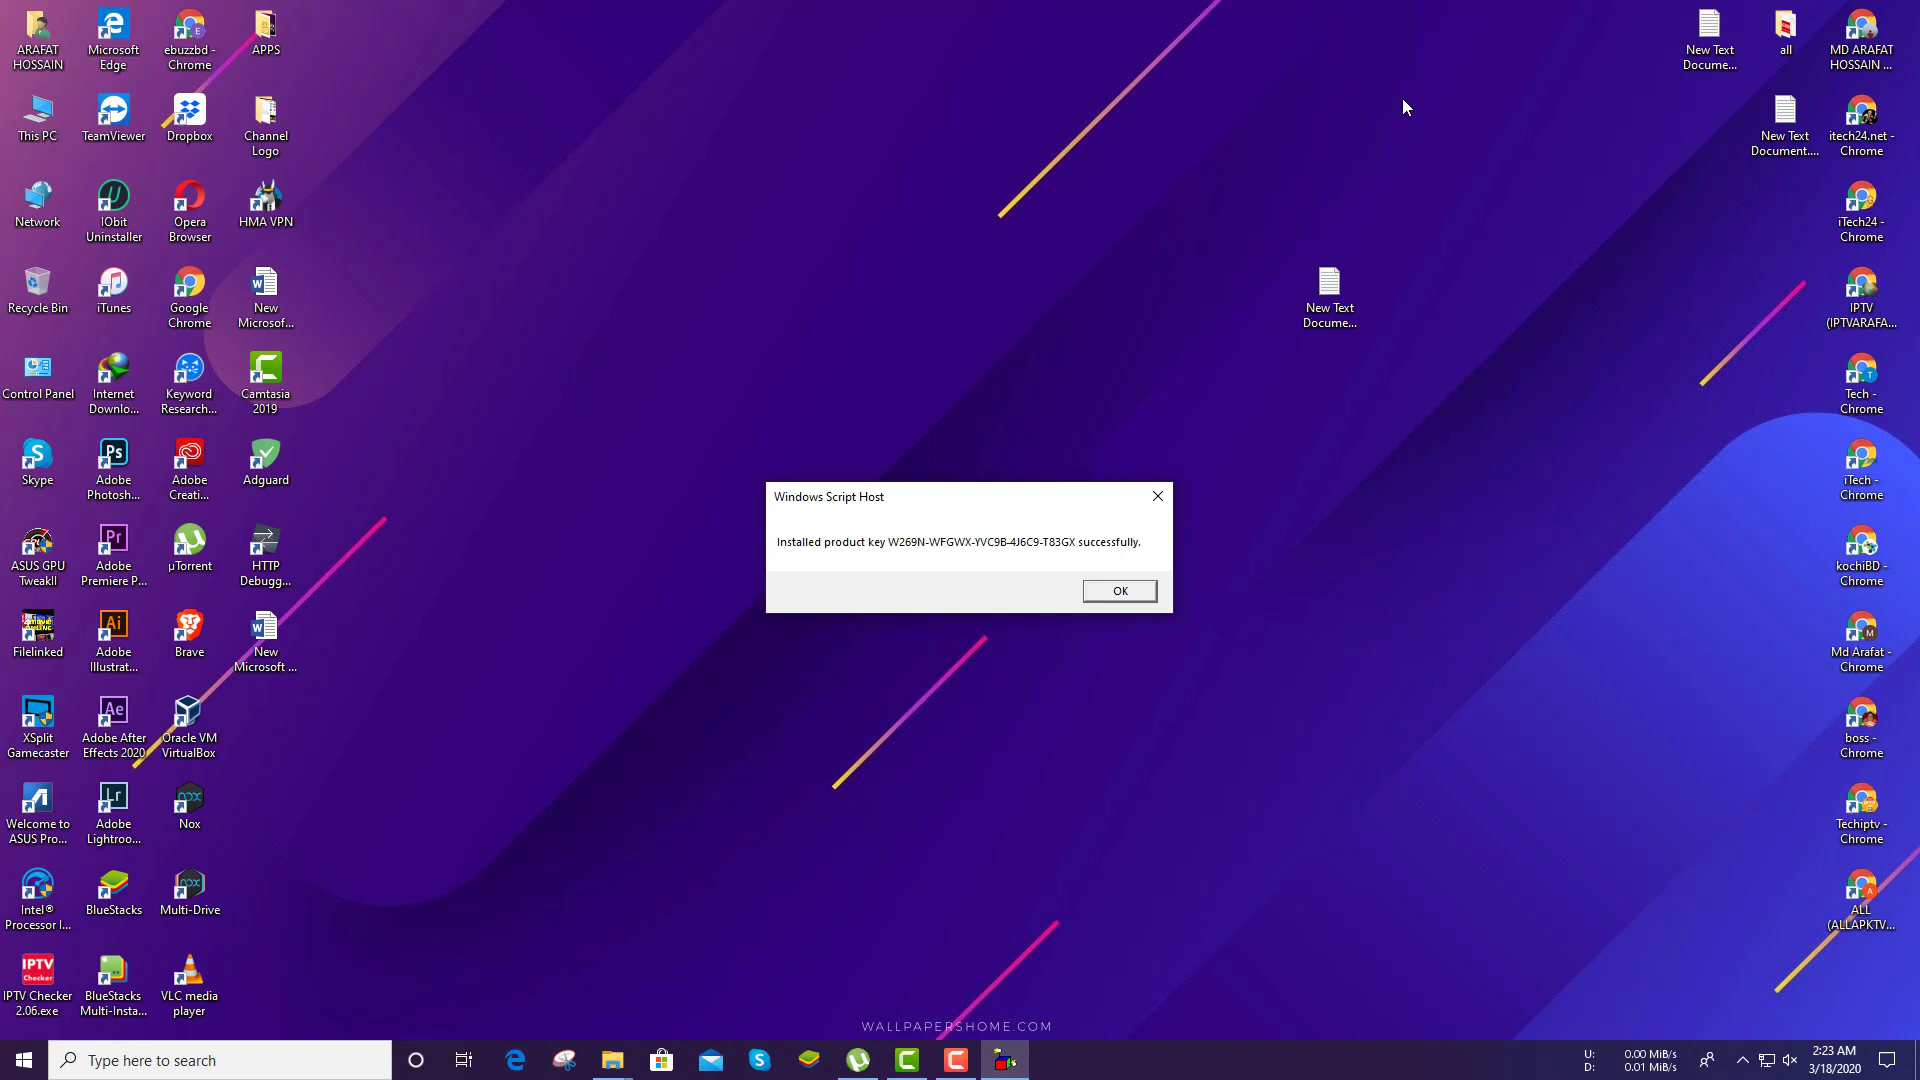 ARAFAT
HOSSAIN
Microsoft
Edge
ebuzzbd -
Chrome
APPS
This PC
TeamViewer
Dropbox
Channel
Logo
Network
IObit
Uninstaller
Opera
Browser
HMA VPN
Recycle Bin
iTunes
Google
Chrome
New
Microsof...
Control Panel
Internet
Downlo...
Keyword
Research...
Camtasia
2019
Skype
Adobe
Photosh...
Adobe
Creati...
Adguard
ASUS GPU
TweakII
Adobe
Premiere P...
µTorrent
HTTP
Debugg...
Filelinked
Adobe
Illustrat...
Brave
New
Microsoft ...
XSplit
Gamecaster
Adobe After
Effects 2020
Oracle VM
VirtualBox
Welcome to
ASUS Pro...
Adobe
Lightroo...
Nox
Intel®
Processor I...
BlueStacks
Multi-Drive
IPTV Checker
2.06.exe
BlueStacks
Multi-Insta...
VLC media
player
New Text
Docume...
all
MD ARAFAT
HOSSAIN ...
New Text
Document....
itech24.net -
Chrome
iTech24 -
Chrome
New Text
Docume...
IPTV
(IPTVARAFA...
Tech -
Chrome
iTech -
Chrome
kochiBD -
Chrome
Md Arafat -
Chrome
boss -
Chrome
Techiptv -
Chrome
ALL
(ALLAPKTV...
Windows Script Host
Installed product key W269N-WFGWX-YVC9B-4J6C9-T83GX successfully.
OK
WALLPAPERSHOME.COM
Type here to search
U: 0.00 MiB/s
D: 0.01 MiB/s
2:23 AM
3/18/2020